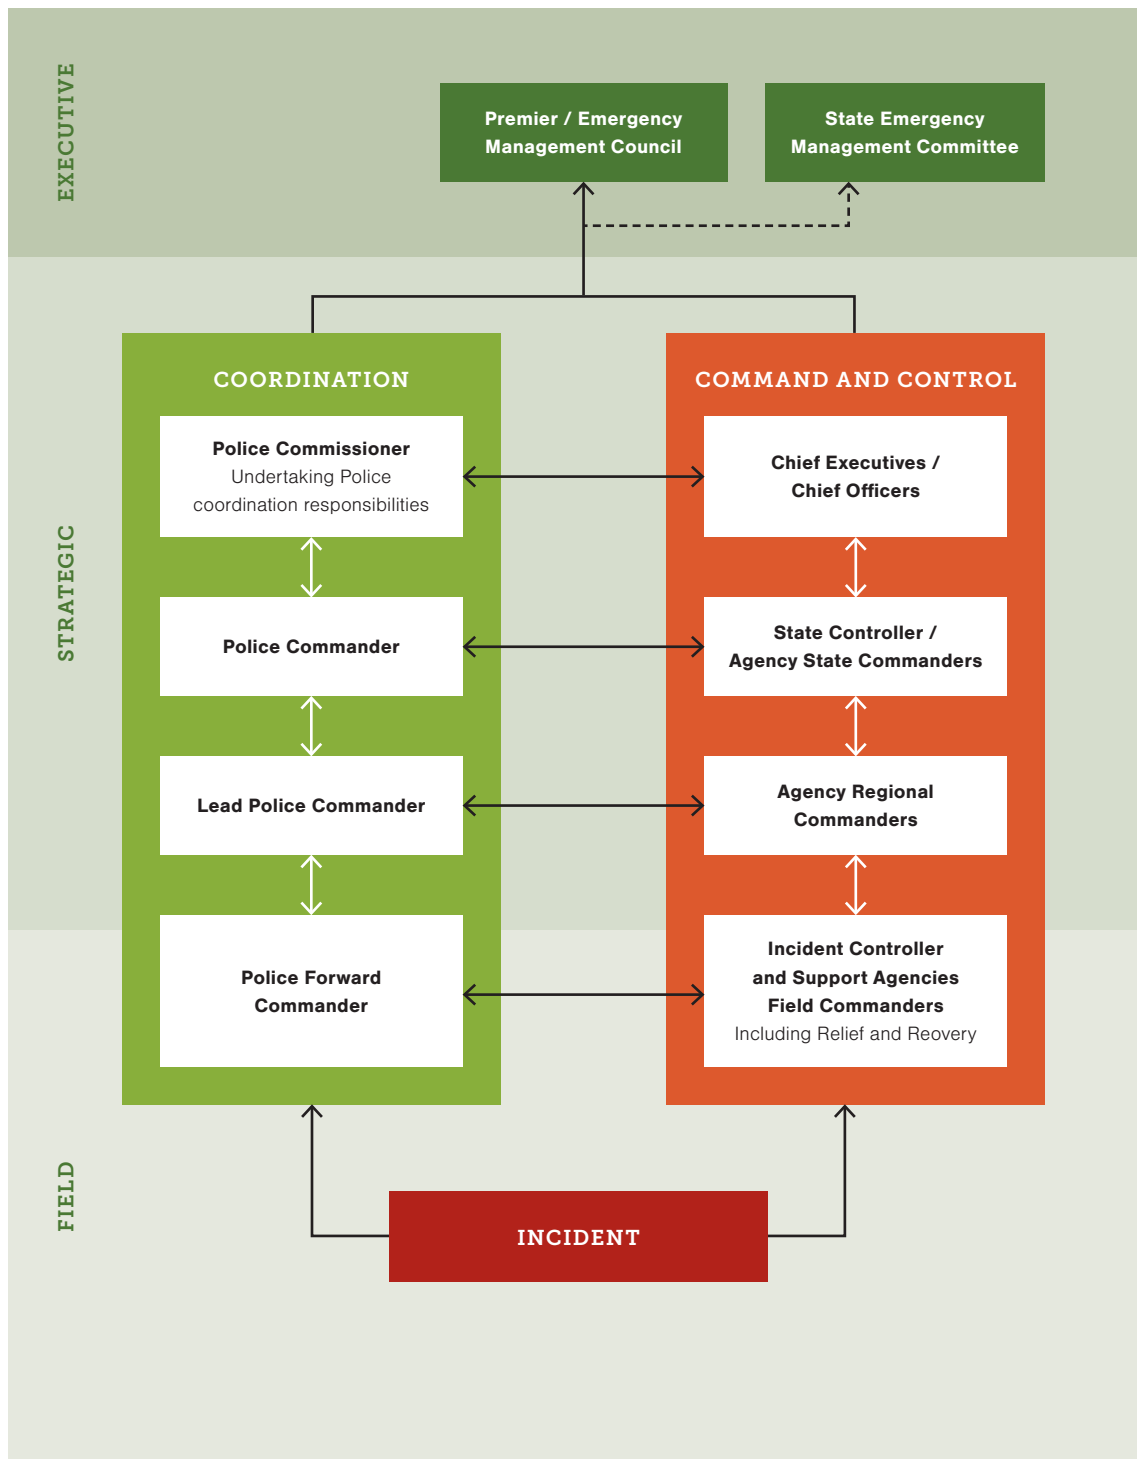 EXECUTIVE
Premier / Emergency
Management Council
State Emergency
Management Committee
STRATEGIC
COORDINATION
Police Commissioner
Undertaking Police
coordination responsibilities
Police Commander
Lead Police Commander
Police Forward
Commander
COMMAND AND CONTROL
Chief Executives /
Chief Officers
State Controller /
Agency State Commanders
Agency Regional
Commanders
Incident Controller
and Support Agencies
Field Commanders
Including Relief and Reovery
FIELD
INCIDENT